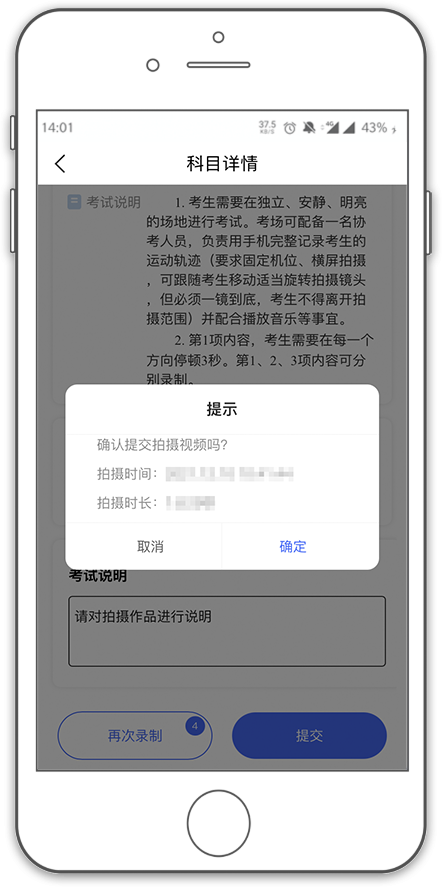 14:01
37.5
KB/S
4G
43%
科目详情
考试说明
1. 考生需要在独立、安静、明亮
的场地进行考试。考场可配备一名协
考人员，负责用手机完整记录考生的
运动轨迹（要求固定机位、横屏拍摄
，可跟随考生移动适当旋转拍摄镜头
，但必须一镜到底，考生不得离开拍
摄范围）并配合播放音乐等事宜。
2. 第1项内容，考生需要在每一个
方向停顿3秒。第1、2、3项内容可分
别录制。
提示
确认提交拍摄视频吗?
拍摄时间：
拍摄时长：
取消
确定
考试说明
请对拍摄作品进行说明
再次录制
4
提交